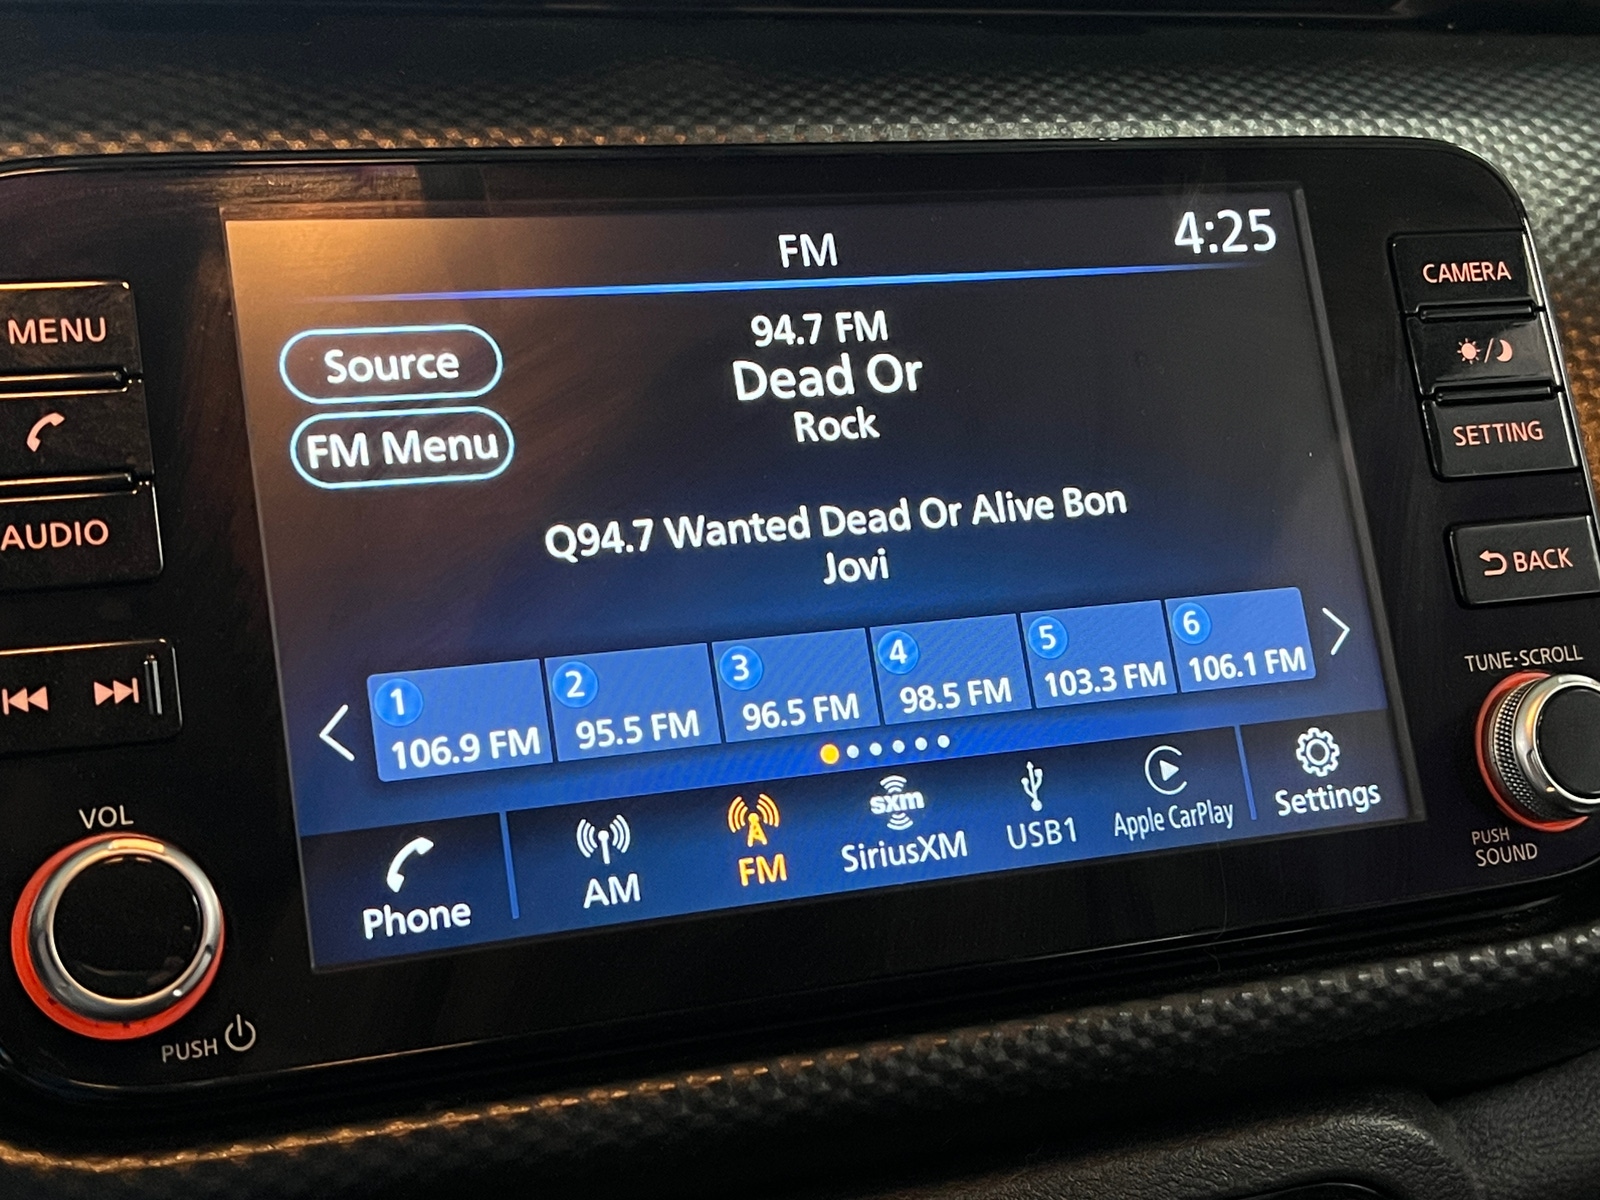 FM
4:25
MENU
AUDIO
VOL
PUSH
Source
FM Menu
94.7 FM
Dead Or
Rock
Q94.7 Wanted Dead Or Alive Bon
Jovi
1
106.9 FM
2
95.5 FM
3
96.5 FM
4
98.5 FM
5
103.3 FM
6
106.1 FM
Phone
AM
FM
sxm
SiriusXM
USB1
Apple CarPlay
Settings
CAMERA
SETTING
BACK
TUNE·SCROLL
PUSH
SOUND